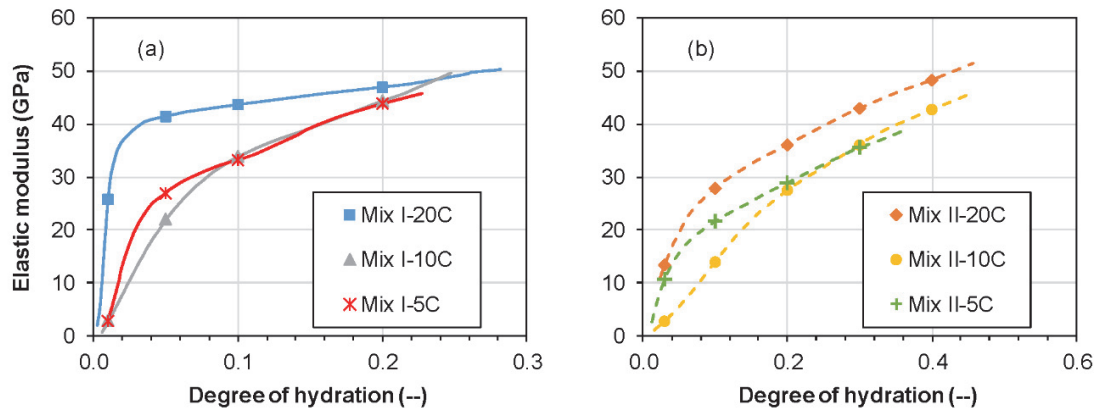 (a)
Elastic modulus (GPa)
60
50
40
30
20
10
0
Mix I-20C
Mix I-10C
Mix I-5C
0.0
0.1
0.2
0.3
Degree of hydration (--)
(b)
60
50
40
30
20
10
0
Mix II-20C
Mix II-10C
Mix II-5C
0.0
0.2
0.4
0.6
Degree of hydration (--)